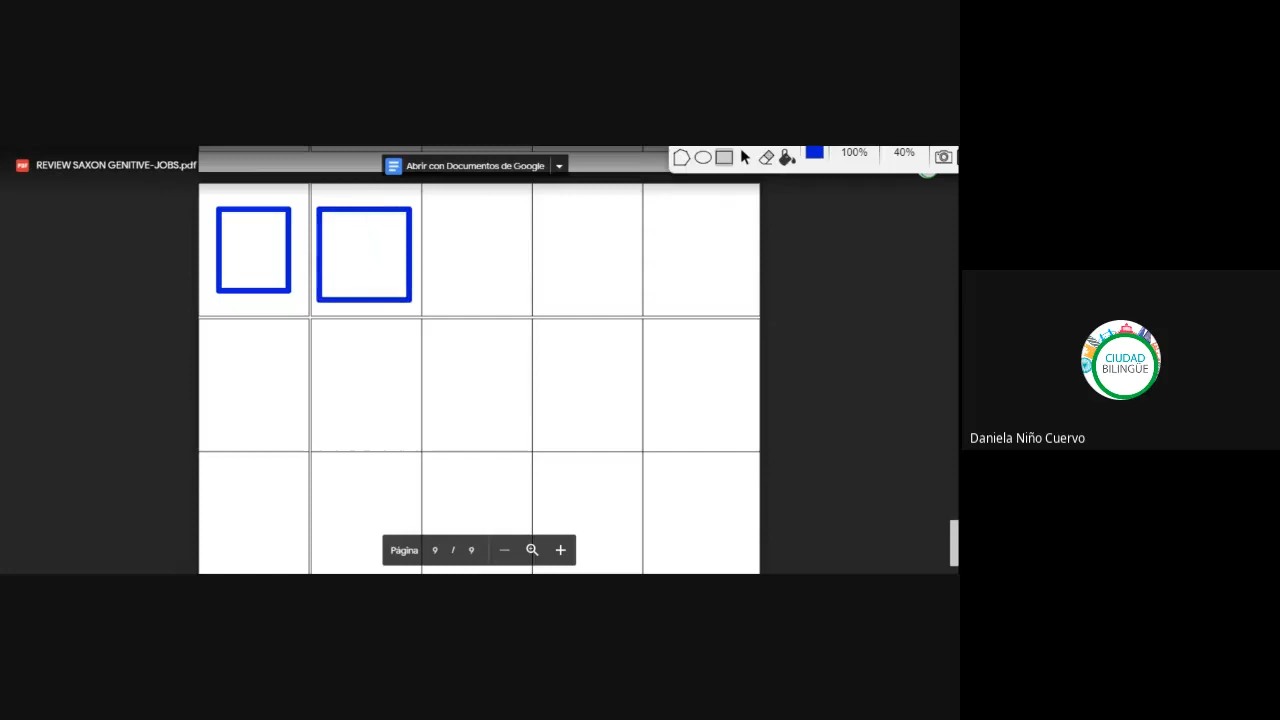 REVIEW SAXON GENITIVE-JOBS.pdf
Abrir con Documentos de Google
100%
40%
CIUDAD
BILINGÜE
Daniela Niño Cuervo
Página 9 / 9